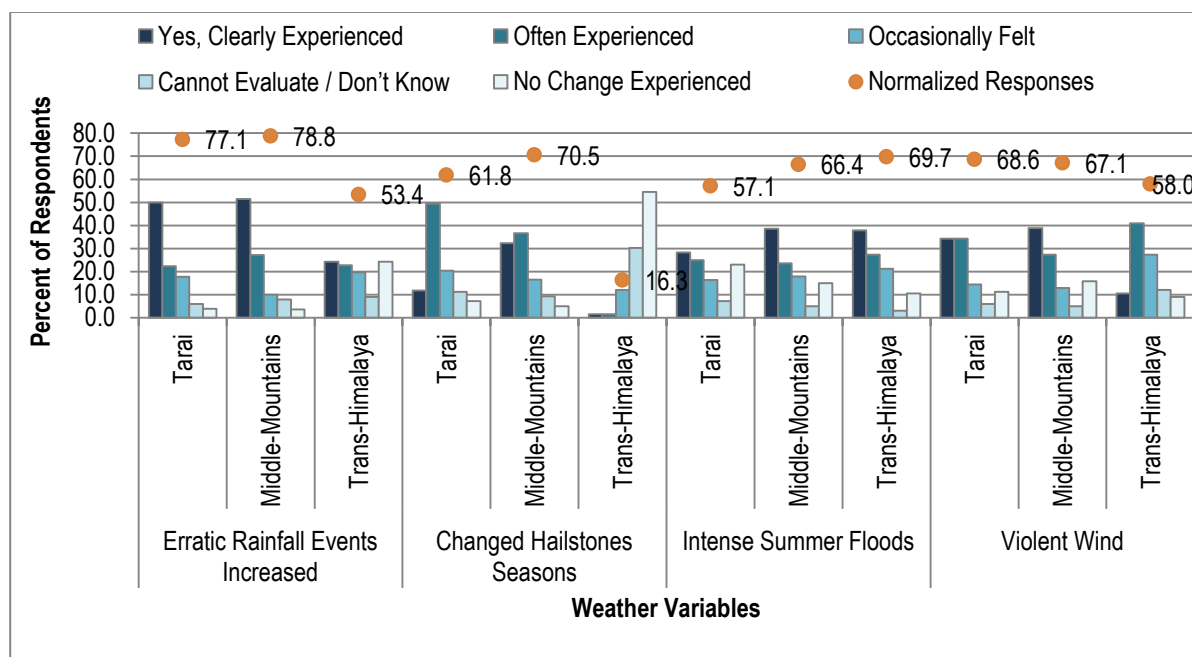 Yes, Clearly Experienced
Often Experienced
Occasionally Felt
Cannot Evaluate / Don’t Know
No Change Experienced
Normalized Responses
Percent of Respondents
80.0
70.0
60.0
50.0
40.0
30.0
20.0
10.0
0.0
77.1
78.8
53.4
61.8
70.5
16.3
57.1
66.4
69.7
68.6
67.1
58.0
Tarai
Middle-Mountains
Trans-Himalaya
Tarai
Middle-Mountains
Trans-Himalaya
Tarai
Middle-Mountains
Trans-Himalaya
Tarai
Middle-Mountains
Trans-Himalaya
Erratic Rainfall Events
Increased
Changed Hailstones
Seasons
Intense Summer Floods
Violent Wind
Weather Variables